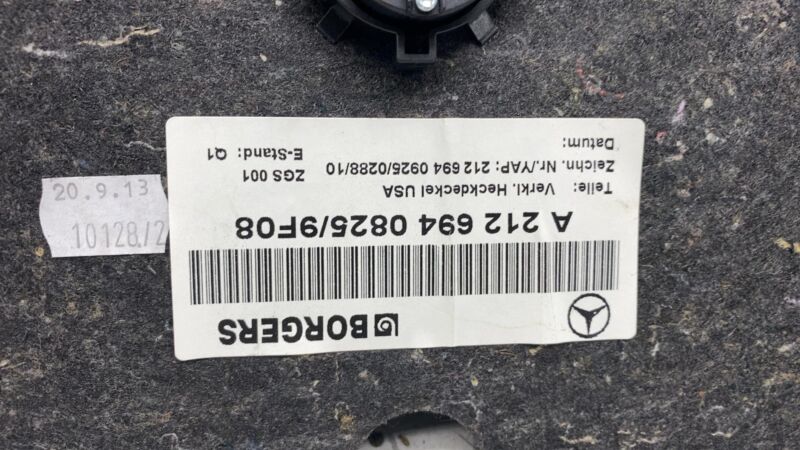 BORGERS
A 212 694 0825/9F08
Teile: Verkl. Heckdeckel USA
Zeichn. Nr./YAP: 212 694 0925/0288/10
ZGS 001
Datum:
E-Stand: Q1
20.9.13
10128/2